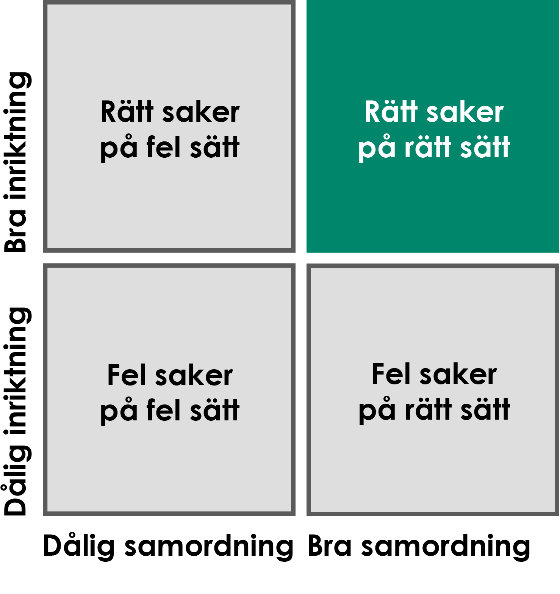 Bra inriktning
Rätt saker
på fel sätt
Rätt saker
på rätt sätt
Dålig inriktning
Fel saker
på fel sätt
Fel saker
på rätt sätt
Dålig samordning
Bra samordning